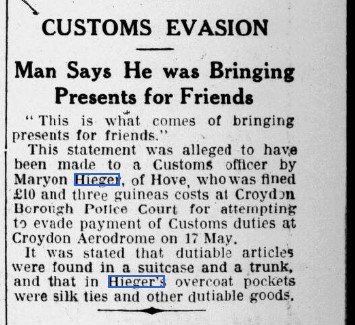 CUSTOMS EVASION
Man Says He was Bringing
Presents for Friends
"This is what comes of bringing
presents for friends."
This statement was alleged to have
been made to a Customs officer by
Maryon Hieger, of Hove, who was fined
£10 and three guineas costs at Croydon
Borough Police Court for attempting
to evade payment of Customs duties at
Croydon Aerodrome on 17 May.
It was stated that dutiable articles
were found in a suitcase and a trunk,
and that in Hieger's overcoat pockets
were silk ties and other dutiable goods.